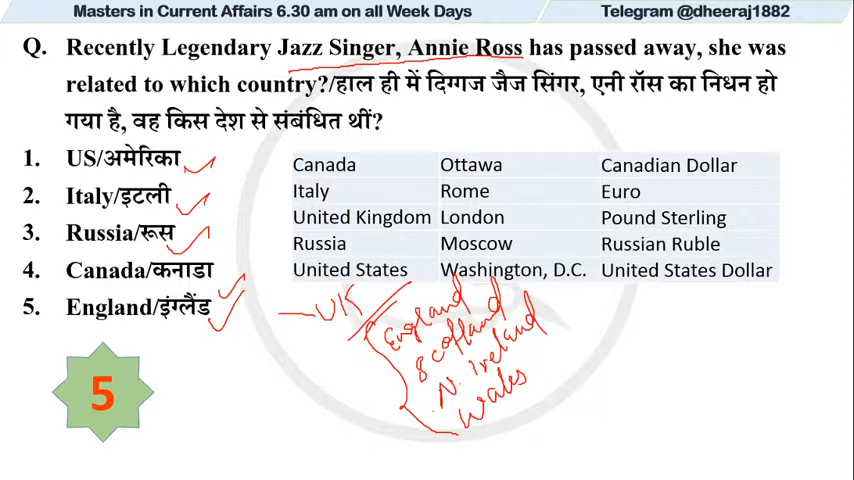 Masters in Current Affairs 6.30 am on all Week Days
Telegram @dheeraj1882
Q. Recently Legendary Jazz Singer, Annie Ross has passed away, she was
related to which country?/हाल ही में दिग्गज जैज सिंगर, एनी रॉस का निधन हो
गया है, वह किस देश से संबंधित थीं?
1. US/अमेरिका
2. Italy/इटली
3. Russia/रूस
4. Canada/कनाडा
5. England/इंग्लैंड
Canada Ottawa Canadian Dollar
Italy Rome Euro
United Kingdom London Pound Sterling
Russia Moscow Russian Ruble
United States Washington, D.C. United States Dollar
UK
England
Scotland
N. Ireland
Wales
5